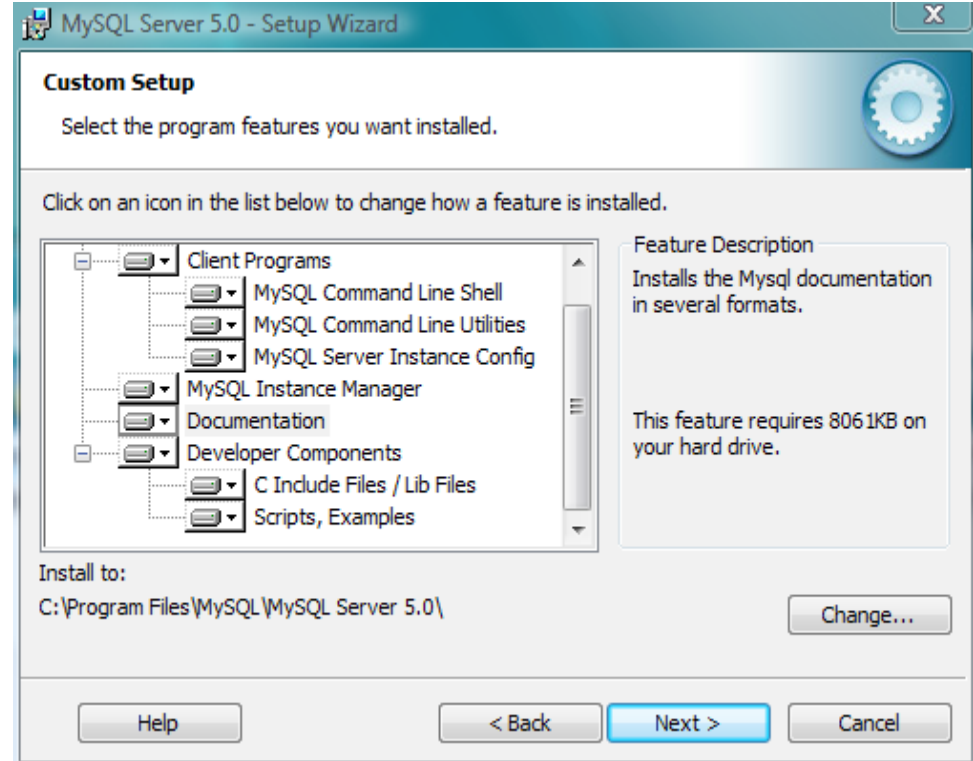 MySQL Server 5.0 - Setup Wizard
X
Custom Setup
Select the program features you want installed.
Click on an icon in the list below to change how a feature is installed.
Client Programs
MySQL Command Line Shell
MySQL Command Line Utilities
MySQL Server Instance Config
MySQL Instance Manager
Documentation
Developer Components
C Include Files / Lib Files
Scripts, Examples
Feature Description
Installs the Mysql documentation
in several formats.
This feature requires 8061KB on
your hard drive.
Install to:
C:\Program Files\MySQL\MySQL Server 5.0\
Change...
Help
< Back
Next >
Cancel